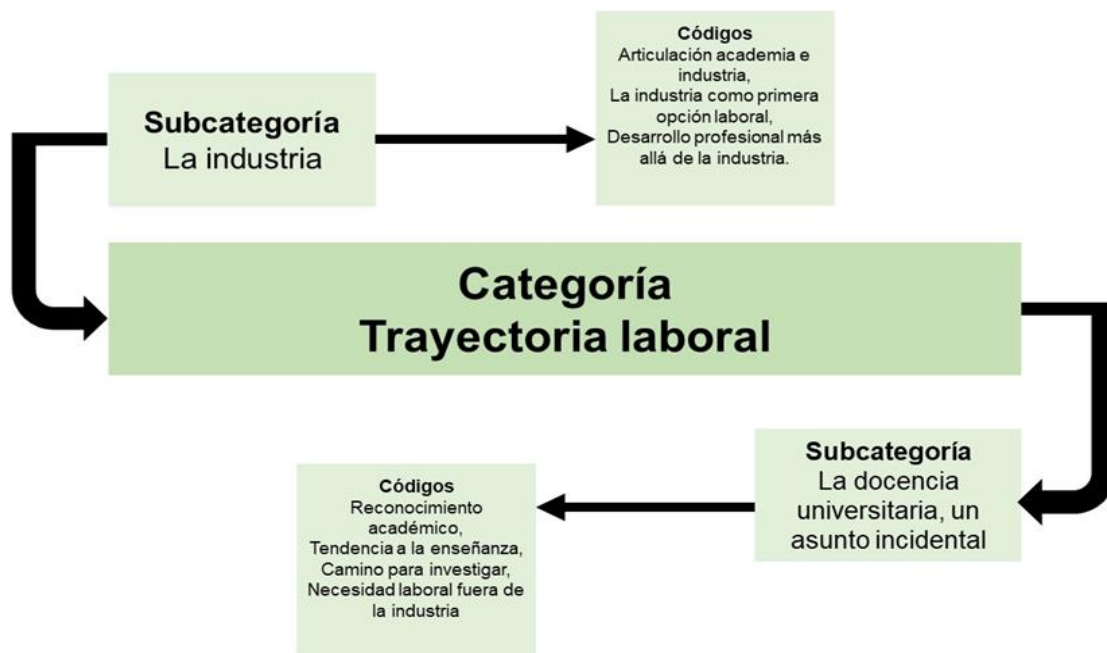 Subcategoría
La industria
Códigos
Articulación academia e
industria,
La industria como primera
opción laboral,
Desarrollo profesional más
allá de la industria.
Categoría
Trayectoria laboral
Subcategoría
La docencia
universitaria, un
asunto incidental
Códigos
Reconocimiento
académico,
Tendencia a la enseñanza,
Camino para investigar,
Necesidad laboral fuera de
la industria